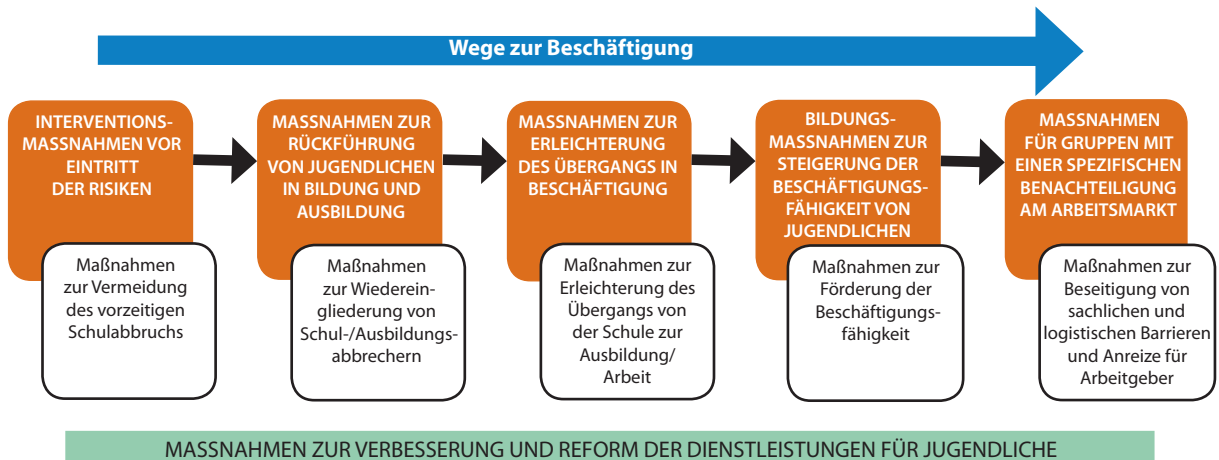 Wege zur Beschäftigung
INTERVENTIONS-
MASSNAHMEN VOR
EINTRITT
DER RISIKEN
Maßnahmen
zur Vermeidung
des vorzeitigen
Schulabbruchs
MASSNAHMEN ZUR
RÜCKFÜHRUNG
VON JUGENDLICHEN
IN BILDUNG UND
AUSBILDUNG
Maßnahmen
zur Wiederein-
gliederung von
Schul-/Ausbildungs-
abbrechern
MASSNAHMEN ZUR
ERLEICHTERUNG
DES ÜBERGANGS IN
BESCHÄFTIGUNG
Maßnahmen zur
Erleichterung des
Übergangs von
der Schule zur
Ausbildung/
Arbeit
BILDUNGS-
MASSNAHMEN ZUR
STEIGERUNG DER
BESCHÄFTIGUNGS-
FÄHIGKEIT VON
JUGENDLICHEN
Maßnahmen zur
Förderung der
Beschäftigungs-
fähigkeit
MASSNAHMEN
FÜR GRUPPEN MIT
EINER SPEZIFISCHEN
BENACHTEILIGUNG
AM ARBEITSMARKT
Maßnahmen zur
Beseitigung von
sachlichen und
logistischen Barrieren
und Anreize für
Arbeitgeber
MASSNAHMEN ZUR VERBESSERUNG UND REFORM DER DIENSTLEISTUNGEN FÜR JUGENDLICHE